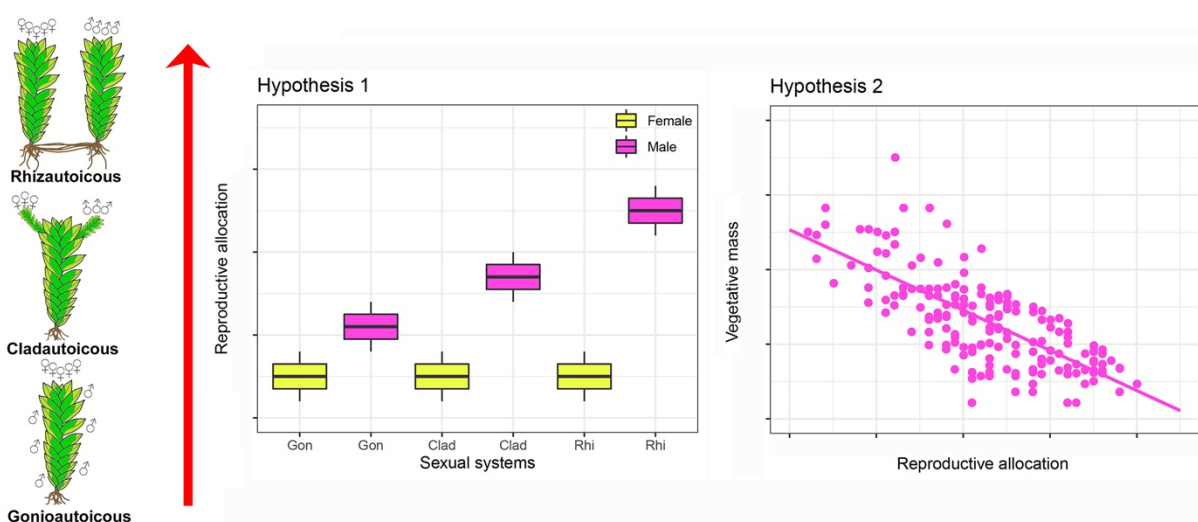 Rhizautoicous
Cladautoicous
Gonioautoicous
Hypothesis 1
Female
Male
Reproductive allocation
Gon
Gon
Clad
Clad
Rhi
Rhi
Sexual systems
Hypothesis 2
Vegetative mass
Reproductive allocation